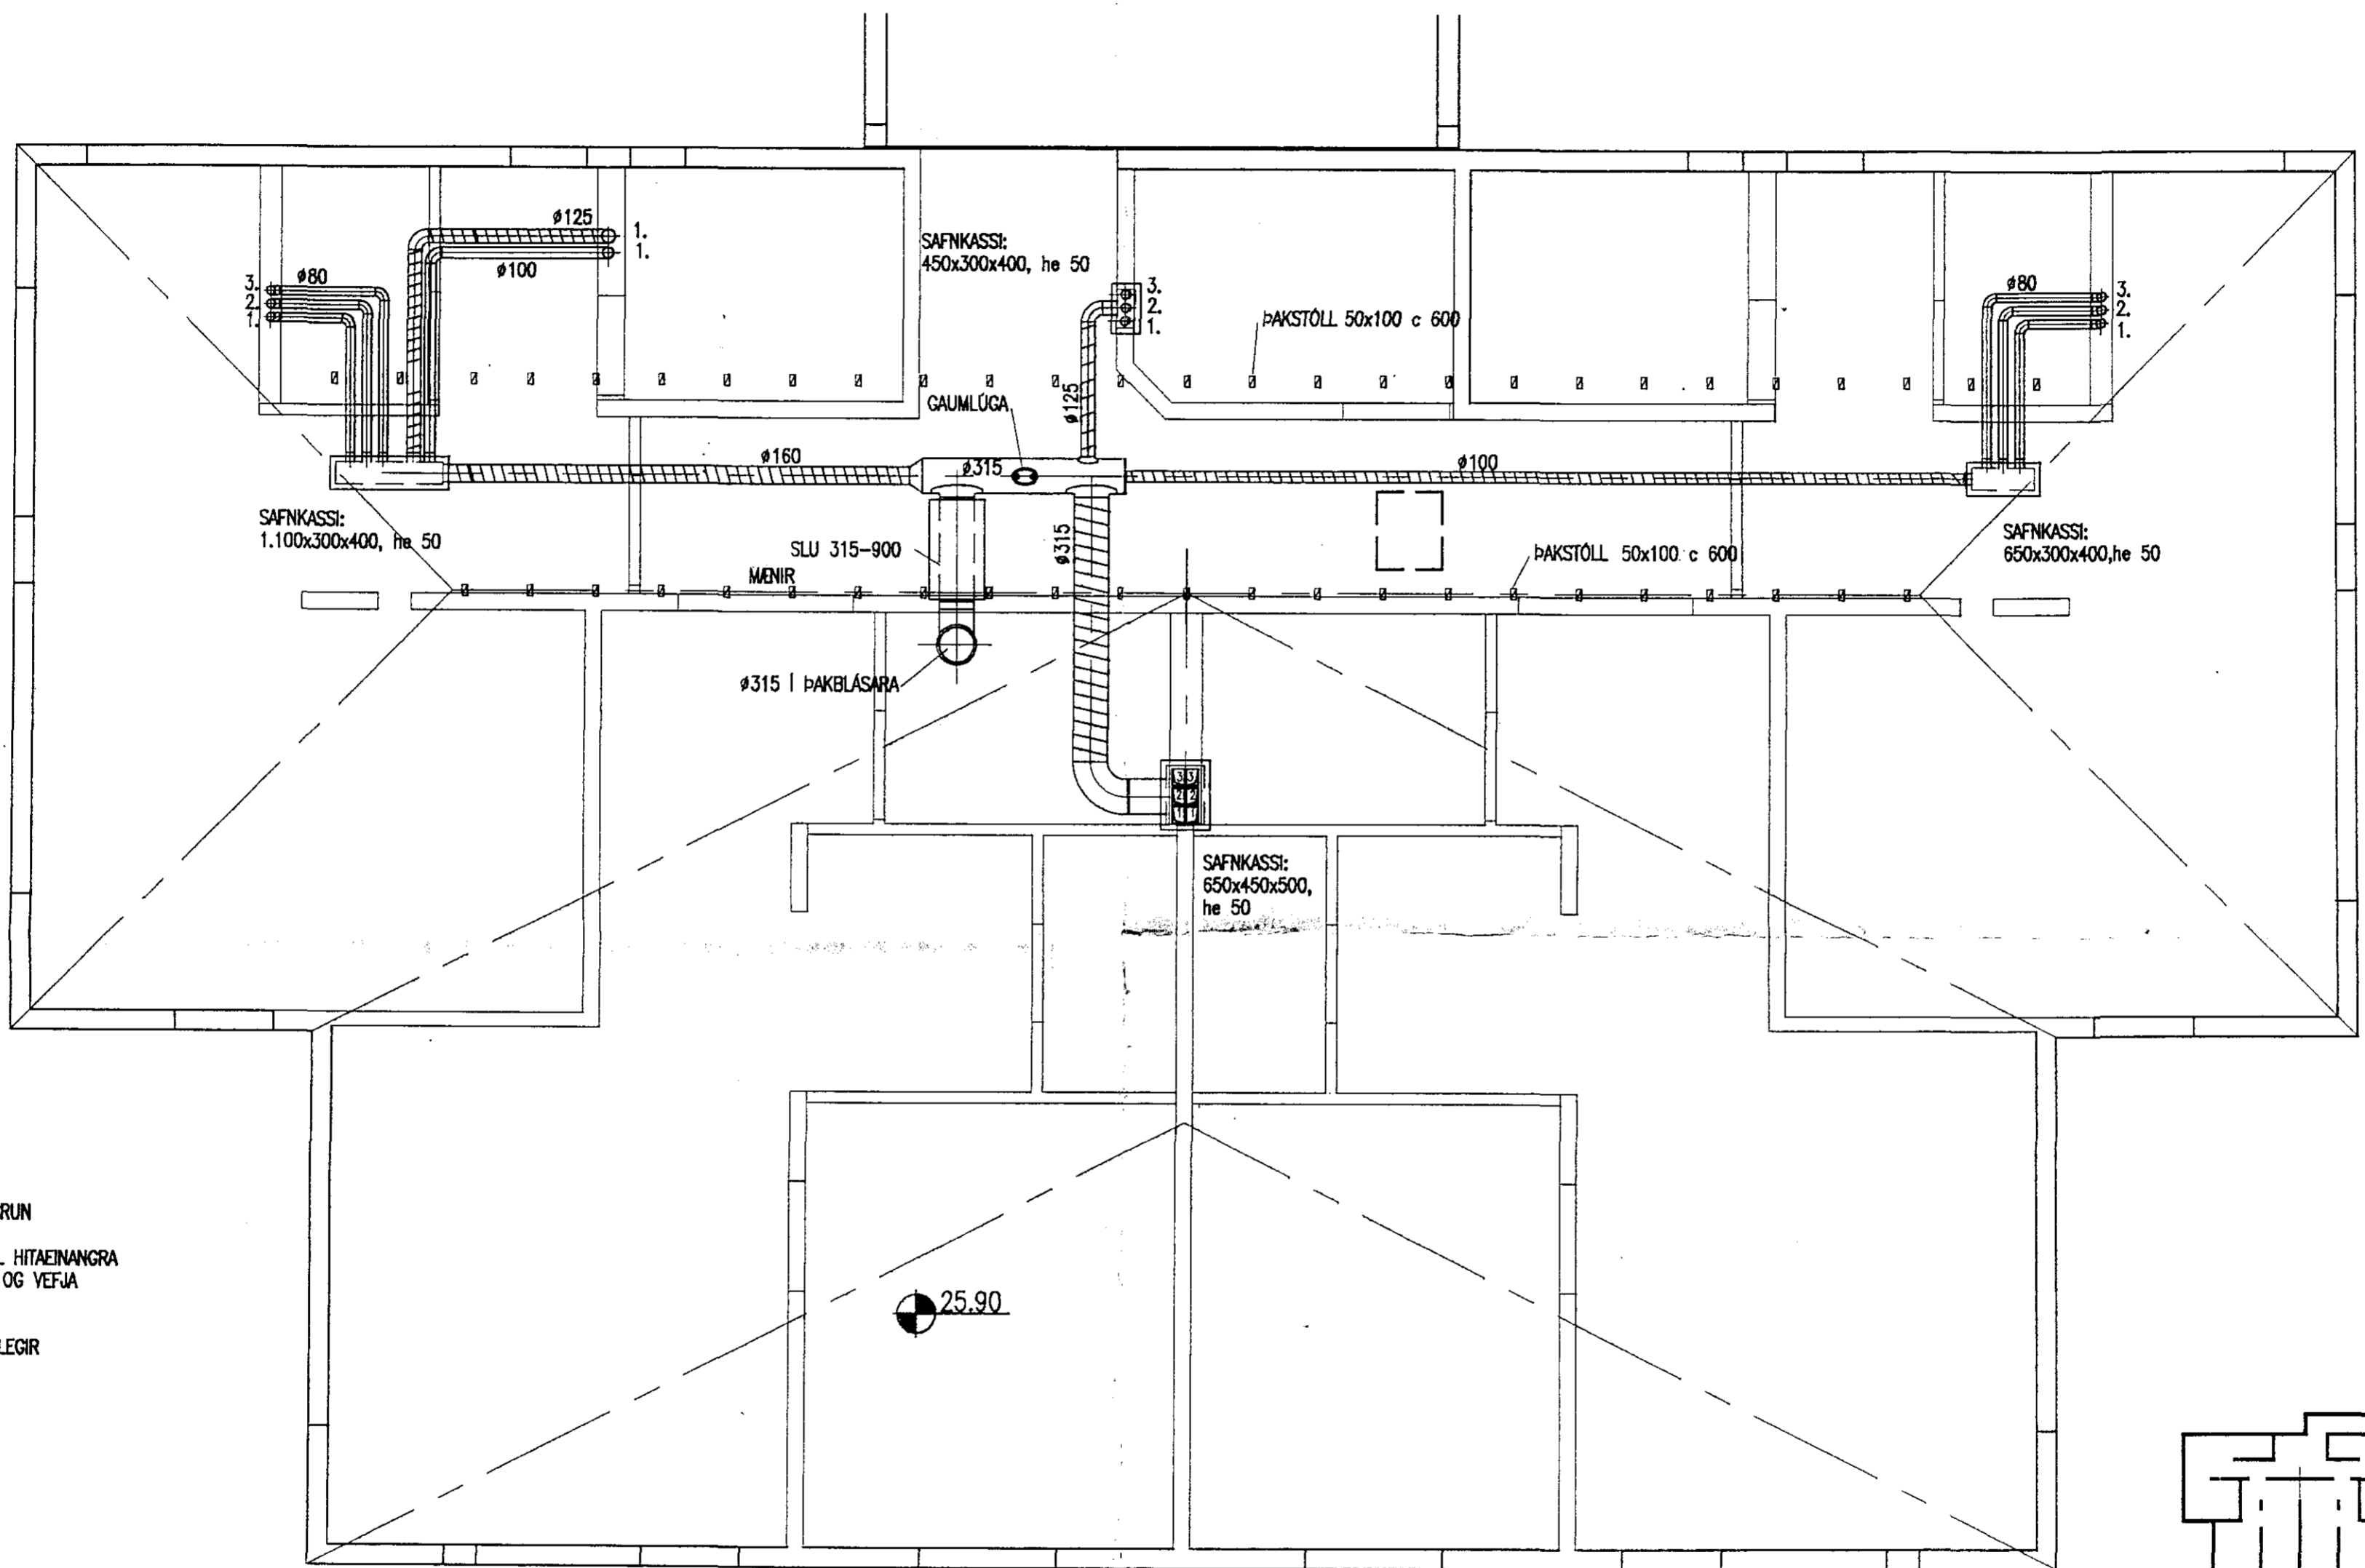 ø125
1.
1.
ø100
3.
ø80
2.
1.
SAFNKASSI:
450x300x400, he 50
3.
2.
1.
ø125
ÞAKSTÓLL 50x100 c 600
ø80
3.
2.
1.
GAUMLÚGA
ø160
ø315
ø100
SAFNKASSI:
1.100x300x400, he 50
SLU 315-900
MÆNIR
ø315
ÞAKSTÓLL 50x100 c 600
SAFNKASSI:
650x300x400,he 50
ø315 Í ÞAKBLÁSARA
3 3
2 2
1 1
SAFNKASSI:
650x450x500,
he 50
RUN
HITAEINANGRA
OG VEFJA
LEGIR
25.90